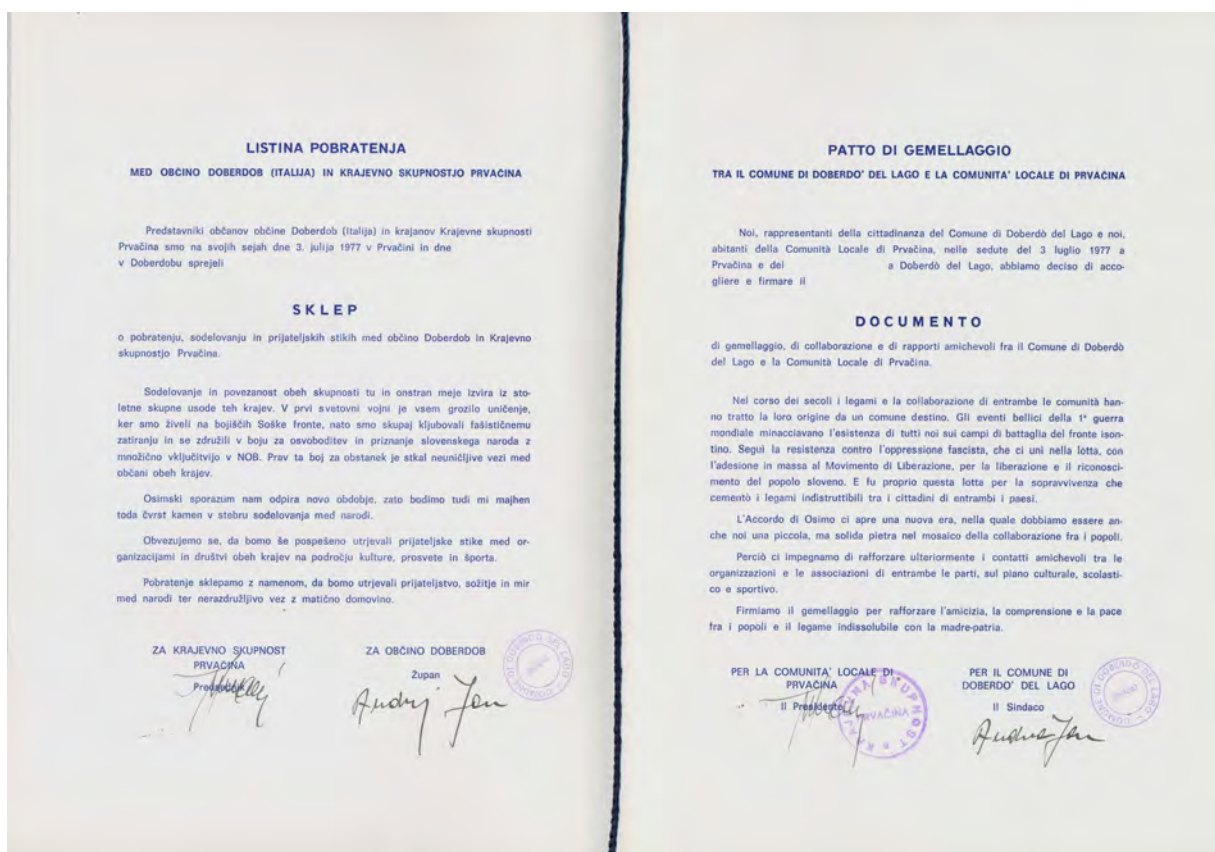 LISTINA POBRATENJA
MED OBČINO DOBERDOB (ITALIJA) IN KRAJEVNO SKUPNOSTJO PRVAČINA
Predstavniki občanov občine Doberdob (Italija) in krajanov Krajevne skupnosti
Prvačina smo na svojih sejah dne 3. julija 1977 v Prvačini in dne
v Doberdobu sprejeli
SKLEP
o pobratenju, sodelovanju in prijateljskih stikih med občino Doberdob in Krajevno
skupnostjo Prvačina.
Sodelovanje in povezanost obeh skupnosti tu in onstran meje izvira iz sto-
letne skupne usode teh krajev. V prvi svetovni vojni je vsem grozilo uničenje,
ker smo živeli na bojiščih Soške fronte, nato smo skupaj kljubovali fašističnemu
zatiranju in se združili v boju za osvoboditev in priznanje slovenskega naroda z
množično vključitvijo v NOB. Prav ta boj za obstanek je stkal neuničljive vezi med
občani obeh krajev.
Osimski sporazum nam odpira novo obdobje, zato bodimo tudi mi majhen
toda čvrst kamen v stebru sodelovanja med narodi.
Obvezujemo se, da bomo še pospešeno utrjevali prijateljske stike med or-
ganizacijami in društvi obeh krajev na področju kulture, prosvete in športa.
Pobratenje sklepamo z namenom, da bomo utrjevali prijateljstvo, sožitje in mir
med narodi ter nerazdružljivo vez z matično domovino.
ZA KRAJEVNO SKUPNOST
PRVAČINA
Predsednik
ZA OBČINO DOBERDOB
Župan
Andrej Jan
COMUNE DI DOBERDO DEL LAGO
PATTO DI GEMELLAGGIO
TRA IL COMUNE DI DOBERDO' DEL LAGO E LA COMUNITA' LOCALE DI PRVAČINA
Noi, rappresentanti della cittadinanza del Comune di Doberdò del Lago e noi,
abitanti della Comunità Locale di Prvačina, nelle sedute del 3 luglio 1977 a
Prvačina e del a Doberdò del Lago, abbiamo deciso di acco-
gliere e firmare il
DOCUMENTO
di gemellaggio, di collaborazione e di rapporti amichevoli fra il Comune di Doberdò
del Lago e la Comunità Locale di Prvačina.
Nel corso dei secoli i legami e la collaborazione di entrambe le comunità han-
no tratto la loro origine da un comune destino. Gli eventi bellici della 1ª guerra
mondiale minacciavano l'esistenza di tutti noi sui campi di battaglia del fronte ison-
tino. Seguì la resistenza contro l'oppressione fascista, che ci unì nella lotta, con
l'adesione in massa al Movimento di Liberazione, per la liberazione e il riconosci-
mento del popolo sloveno. E fu proprio questa lotta per la sopravvivenza che
cementò i legami indistruttibili tra i cittadini di entrambi i paesi.
L'Accordo di Osimo ci apre una nuova era, nella quale dobbiamo essere an-
che noi una piccola, ma solida pietra nel mosaico della collaborazione fra i popoli.
Perciò ci impegnamo di rafforzare ulteriormente i contatti amichevoli tra le
organizzazioni e le associazioni di entrambe le parti, sul piano culturale, scolasti-
co e sportivo.
Firmiamo il gemellaggio per rafforzare l'amicizia, la comprensione e la pace
fra i popoli e il legame indissolubile con la madre-patria.
PER LA COMUNITA' LOCALE DI
PRVAČINA
Il Presidente
KRAJEVNA SKUPNOST
PRVAČINA
PER IL COMUNE DI
DOBERDO' DEL LAGO
Il Sindaco
Andrej Jan
COMUNE DI DOBERDO DEL LAGO